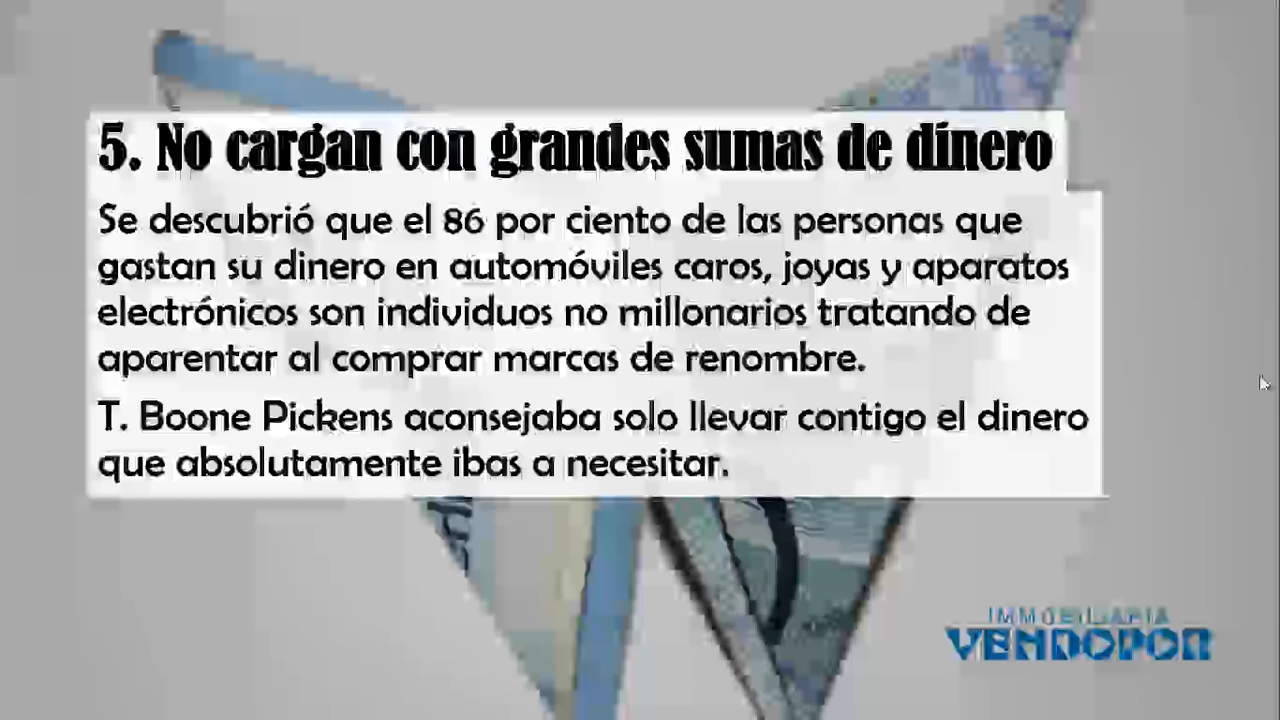 5. No cargan con grandes sumas de dinero
Se descubrió que el 86 por ciento de las personas que
gastan su dinero en automóviles caros, joyas y aparatos
electrónicos son individuos no millonarios tratando de
aparentar al comprar marcas de renombre.
T. Boone Pickens aconsejaba solo llevar contigo el dinero
que absolutamente ibas a necesitar.
IMMOBILIARIA
VENDOPOR